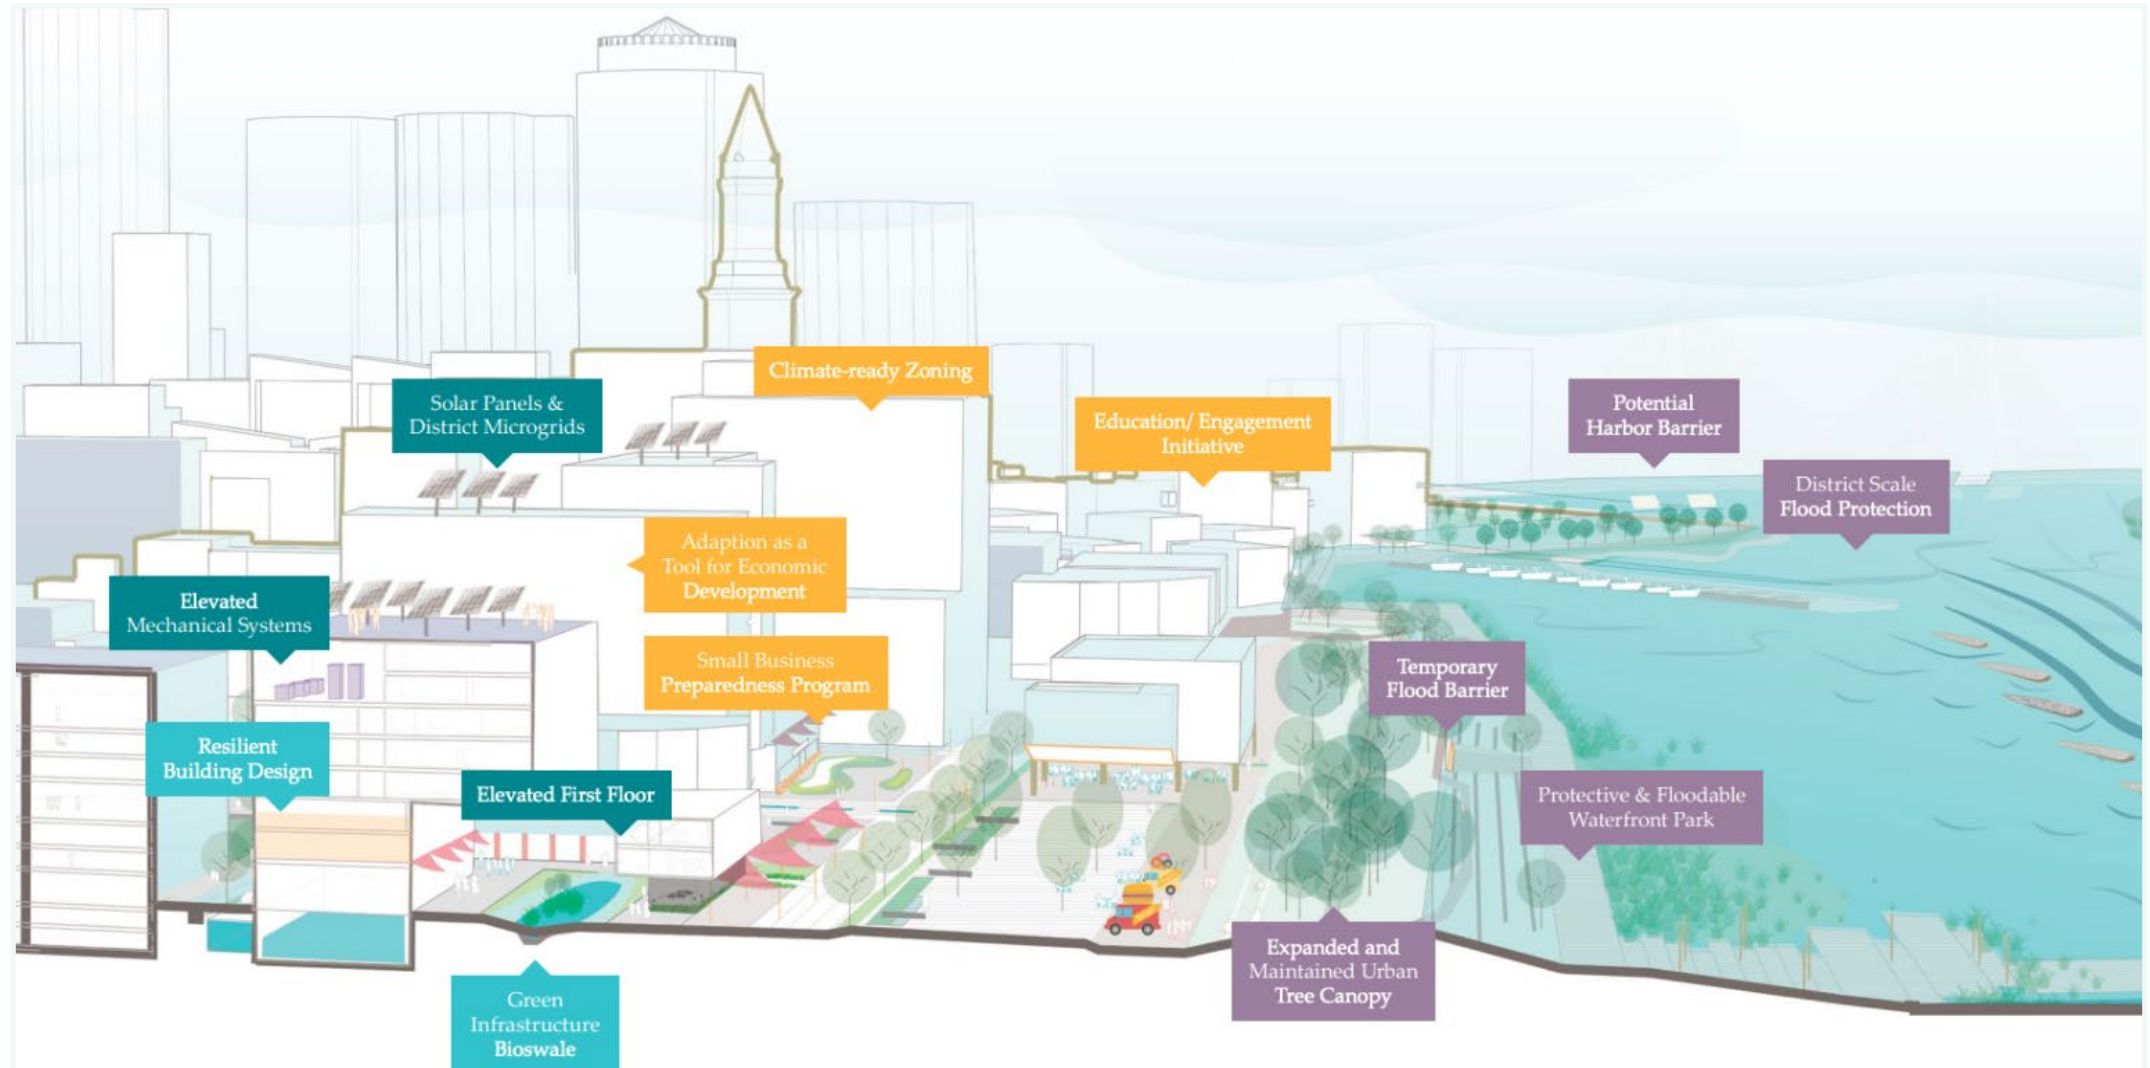 Climate-ready Zoning
Solar Panels &
District Microgrids
Education/ Engagement
Initiative
Potential
Harbor Barrier
District Scale
Flood Protection
Adaption as a
Tool for Economic
Development
Elevated
Mechanical Systems
Small Business
Preparedness Program
Temporary
Flood Barrier
Resilient
Building Design
Elevated First Floor
Protective & Floodable
Waterfront Park
Expanded and
Maintained Urban
Tree Canopy
Green
Infrastructure
Bioswale